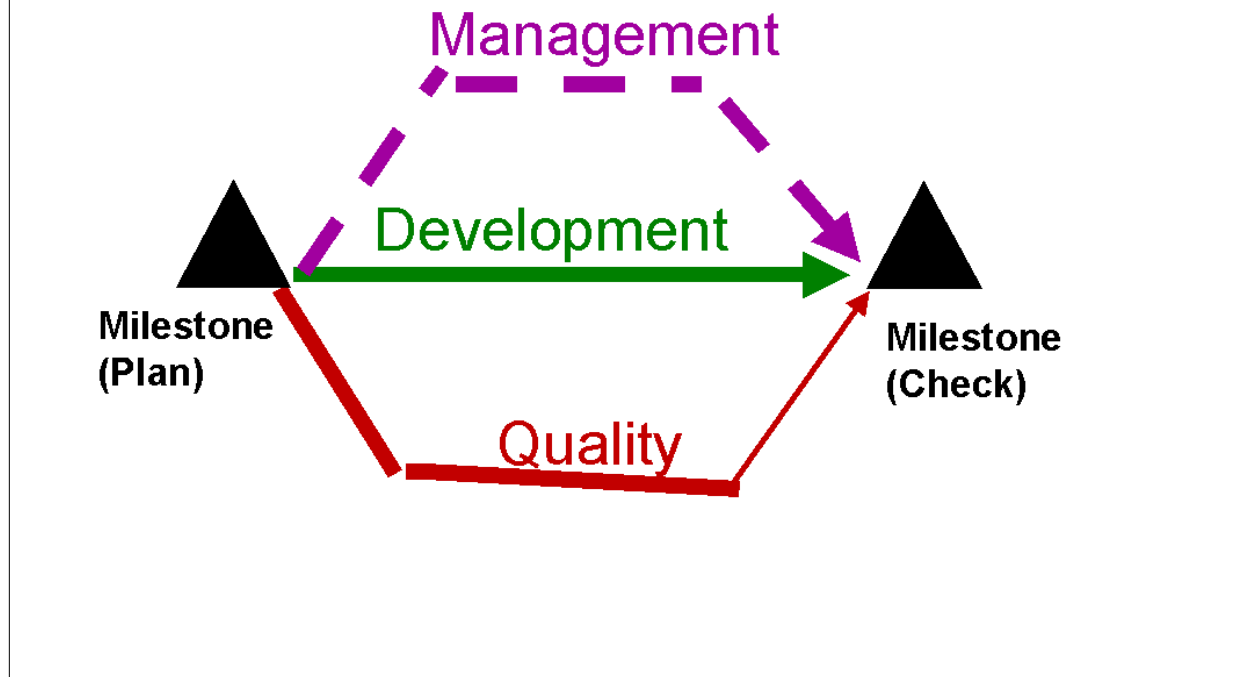 Management
Development
Milestone
(Plan)
Milestone
(Check)
Quality